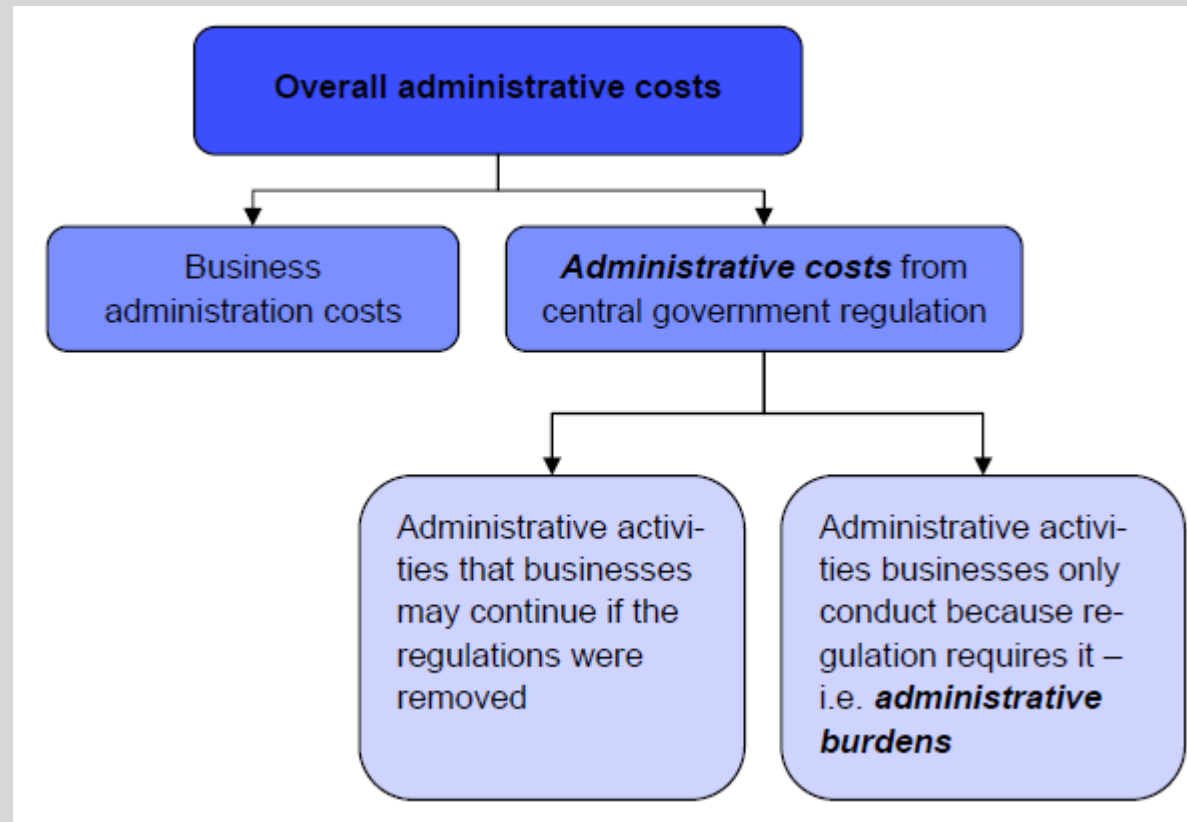 Overall administrative costs
Business
administration costs
Administrative costs from
central government regulation
Administrative activi-
ties that businesses
may continue if the
regulations were
removed
Administrative activi-
ties businesses only
conduct because re-
gulation requires it –
i.e. administrative
burdens